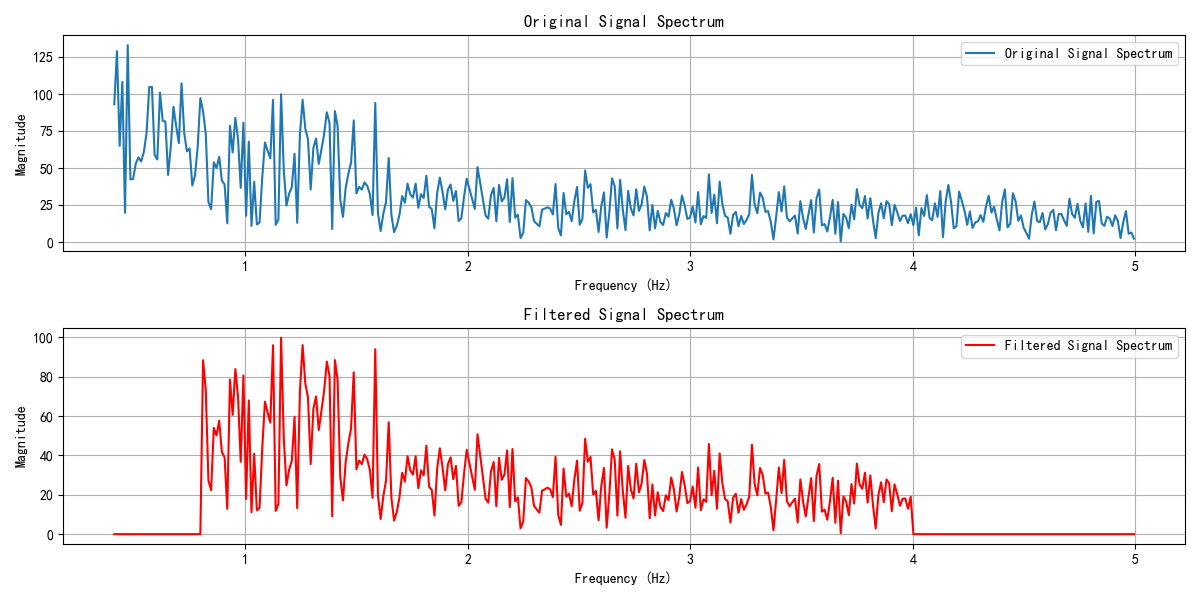 Original Signal Spectrum
Original Signal Spectrum
Magnitude
125
100
75
50
25
0
1
2
3
4
5
Frequency (Hz)
Filtered Signal Spectrum
Filtered Signal Spectrum
Magnitude
100
80
60
40
20
0
1
2
3
4
5
Frequency (Hz)